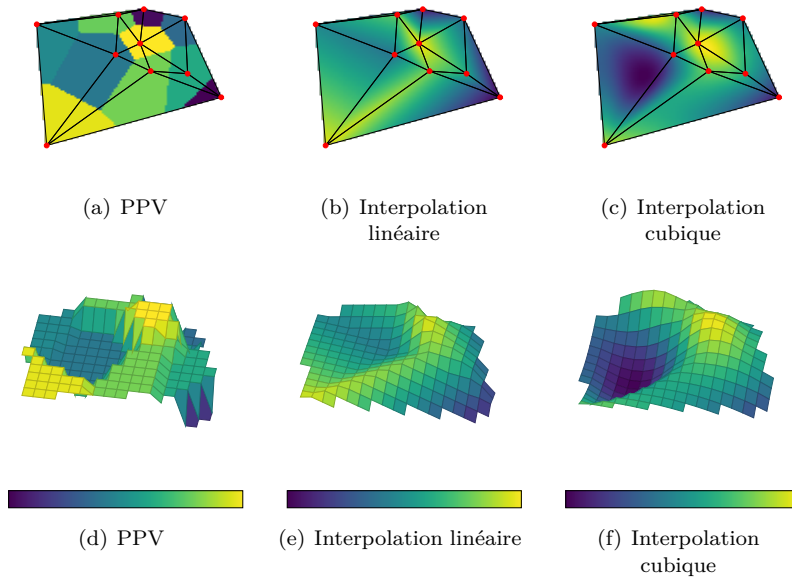 (a) PPV
(b) Interpolation
linéaire
(c) Interpolation
cubique
(d) PPV
(e) Interpolation linéaire
(f) Interpolation
cubique